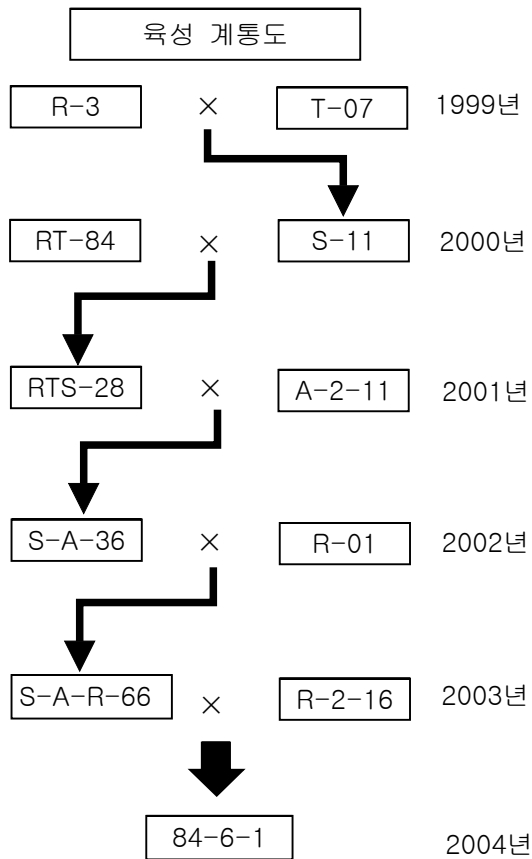 육성 계통도
R-3 × T-07 1999년
RT-84 × S-11 2000년
RTS-28 × A-2-11 2001년
S-A-36 × R-01 2002년
S-A-R-66 × R-2-16 2003년
84-6-1 2004년